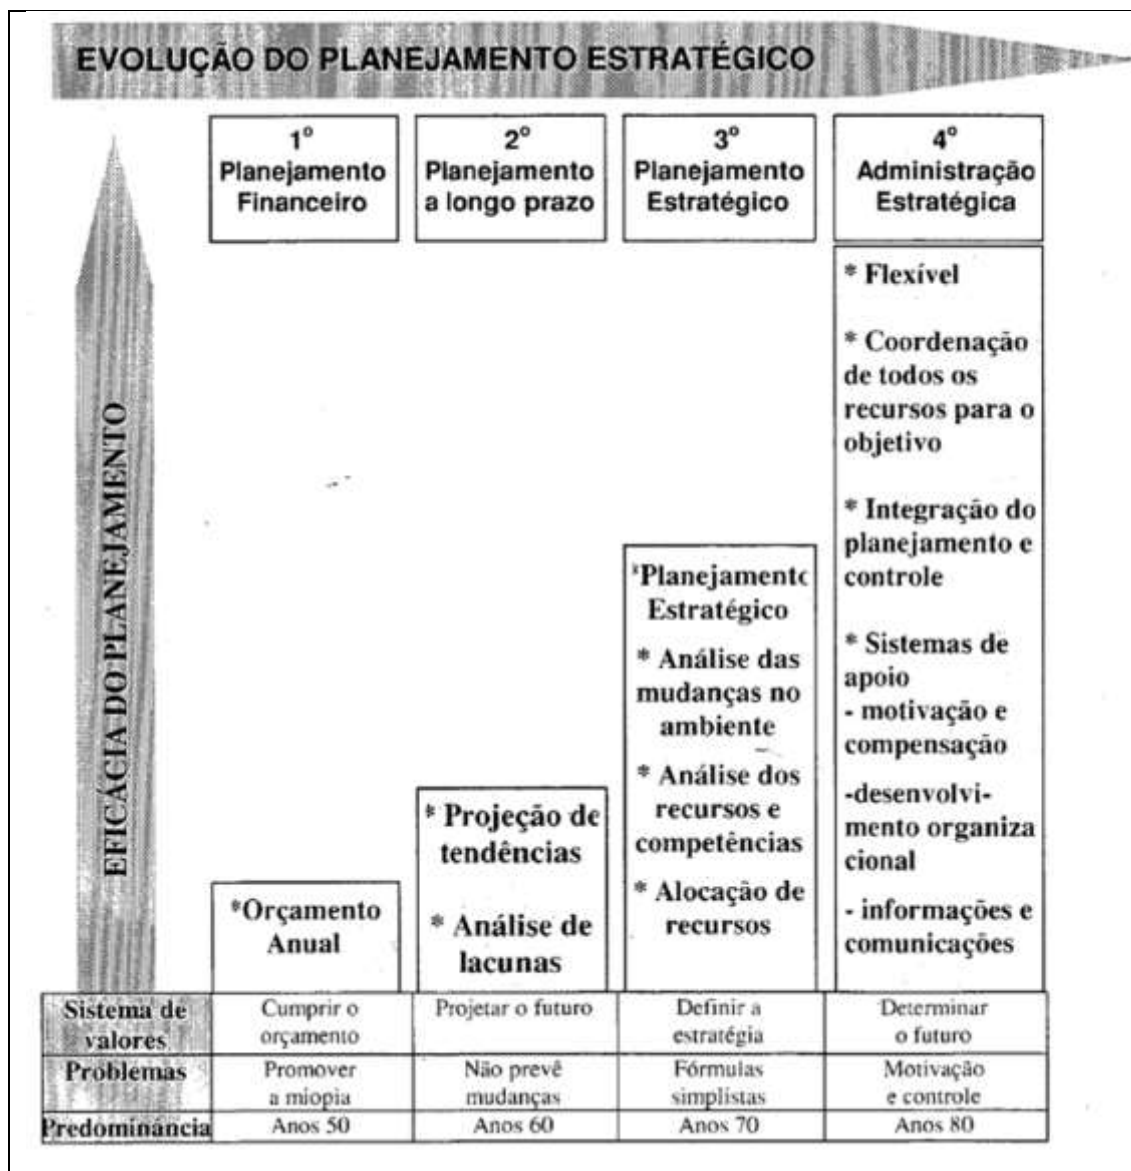 EVOLUÇÃO DO PLANEJAMENTO ESTRATÉGICO
EFICÁCIA DO PLANEJAMENTO
1º
Planejamento
Financeiro
2º
Planejamento
a longo prazo
3º
Planejamento
Estratégico
4º
Administração
Estratégica
*Orçamento
Anual
* Projeção de
tendências
* Análise de
lacunas
*Planejamento
Estratégico
* Análise das
mudanças no
ambiente
* Análise dos
recursos e
competências
* Alocação de
recursos
* Flexível
* Coordenação
de todos os
recursos para o
objetivo
* Integração do
planejamento e
controle
* Sistemas de
apoio
- motivação e
compensação
-desenvolvi-
mento organiza
cional
- informações e
comunicações
Sistema de
valores
Cumprir o
orçamento
Projetar o futuro
Definir a
estratégia
Determinar
o futuro
Problemas
Promover
a miopia
Não prevê
mudanças
Fórmulas
simplistas
Motivação
e controle
Predominância
Anos 50
Anos 60
Anos 70
Anos 80